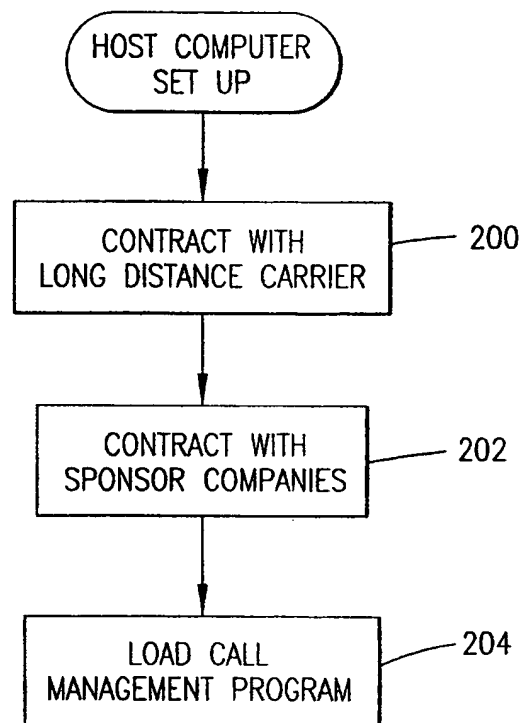 HOST COMPUTER
SET UP
CONTRACT WITH
LONG DISTANCE CARRIER
200
CONTRACT WITH
SPONSOR COMPANIES
202
LOAD CALL
MANAGEMENT PROGRAM
204